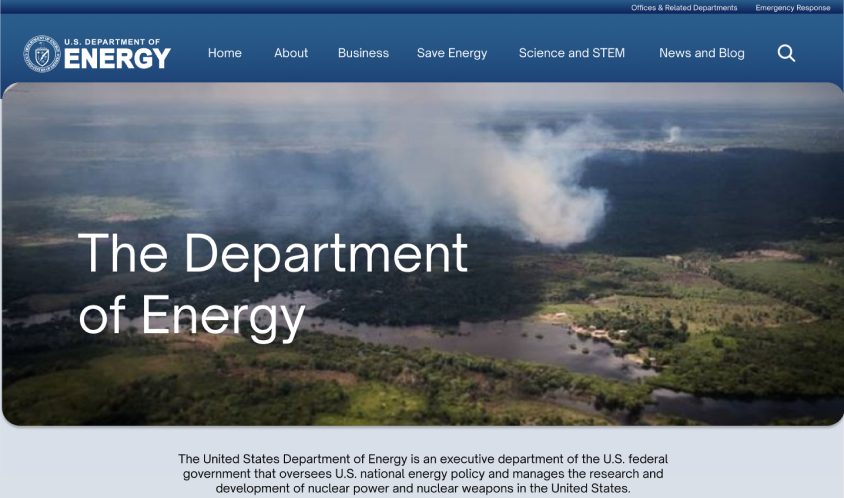 Offices & Related Departments Emergency Response
U.S. DEPARTMENT OF
ENERGY
Home About Business Save Energy Science and STEM News and Blog
The Department
of Energy
The United States Department of Energy is an executive department of the U.S. federal
government that oversees U.S. national energy policy and manages the research and
development of nuclear power and nuclear weapons in the United States.